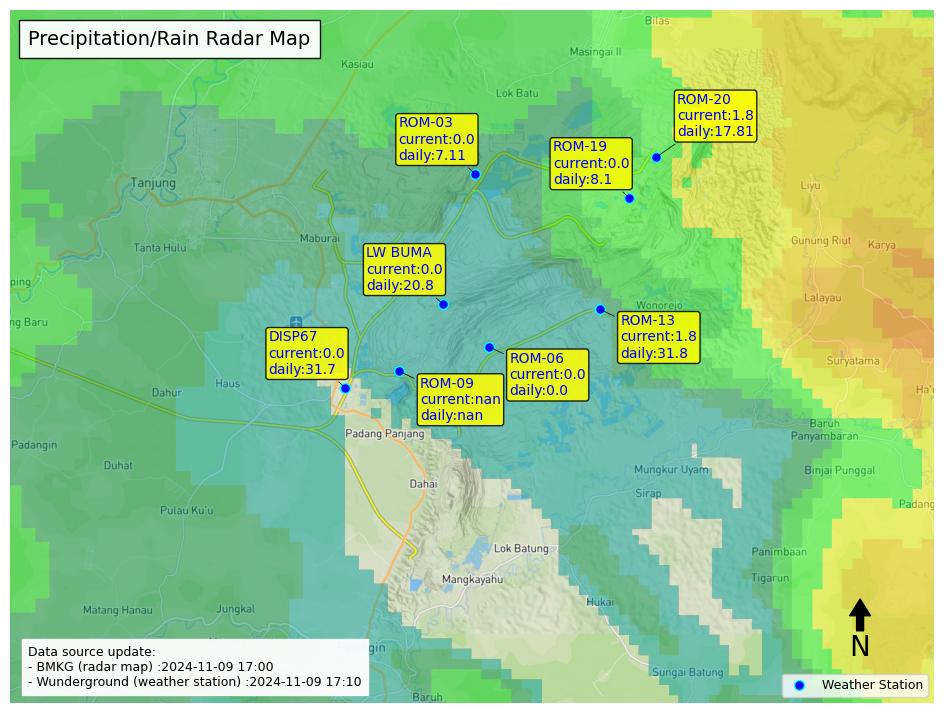 Precipitation/Rain Radar Map
Bilas
Masingai II
Kasiau
Lok Batu
ROM-20
current:1.8
daily:17.81
ROM-03
current:0.0
daily:7.11
ROM-19
current:0.0
daily:8.1
Tanjung
Liyu
Maburai
Tanta Hulu
Gunung Riut
Karya
LW BUMA
current:0.0
daily:20.8
ping
Lalayau
Wonorejo
ng Baru
ROM-13
current:1.8
daily:31.8
DISP67
current:0.0
daily:31.7
ROM-06
current:0.0
daily:0.0
Suryatama
Haus
Dahur
ROM-09
current:nan
daily:nan
Ha'
Baruh
Panyambaran
Padang Panjang
Padangin
Duhat
Mungkur Uyam
Binjai Punggal
Dahai
Sirap
Pulau Ku'u
Padang
Lok Batung
Panimbaan
Mangkayahu
Tigarun
Hukai
Matang Hanau
Jungkal
N
Data source update:
- BMKG (radar map) :2024-11-09 17:00
- Wunderground (weather station) :2024-11-09 17:10
gin
Sungai Batung
Weather Station
Baruh